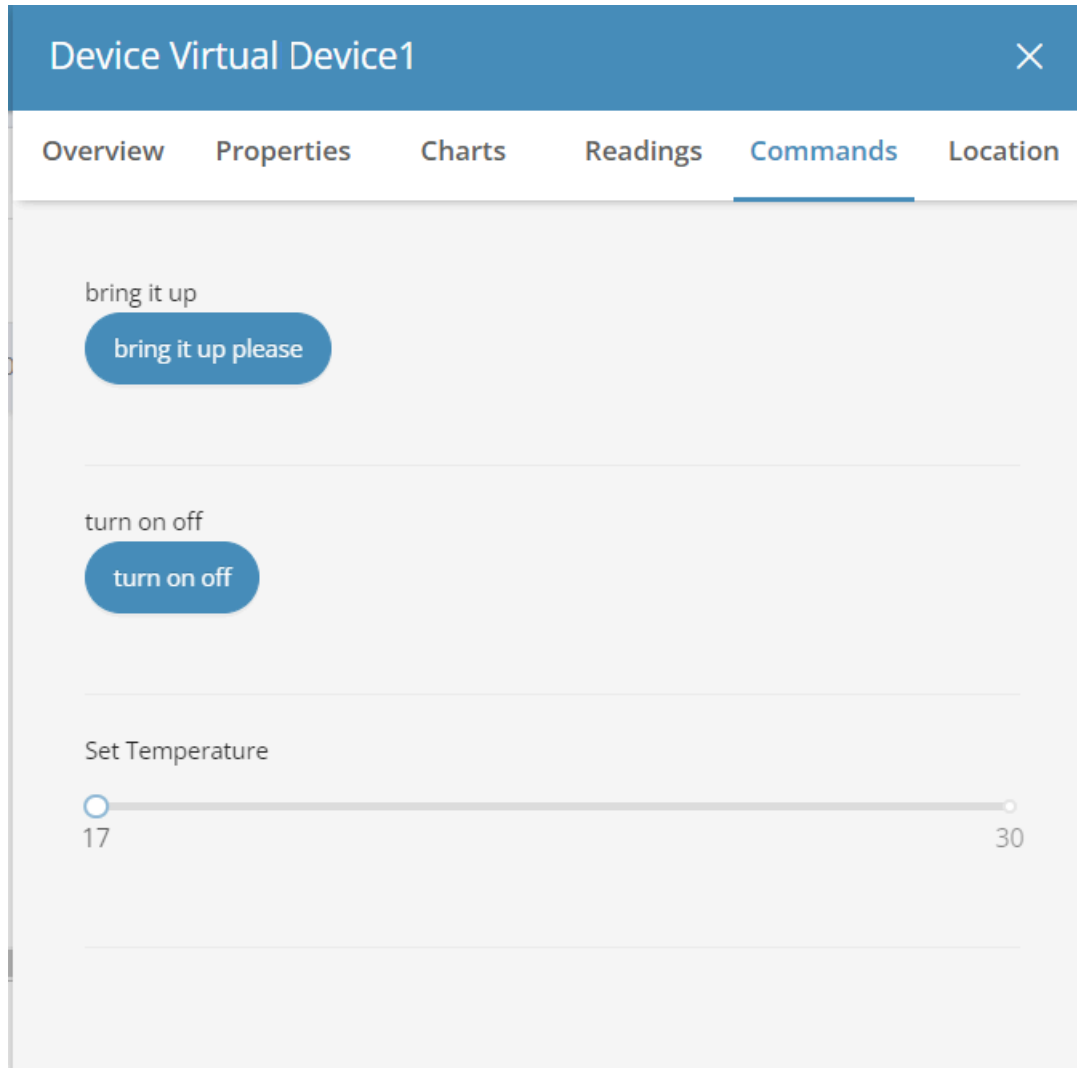 Device Virtual Device1
Overview Properties Charts Readings Commands Location
bring it up
bring it up please
turn on off
turn on off
Set Temperature
17 30